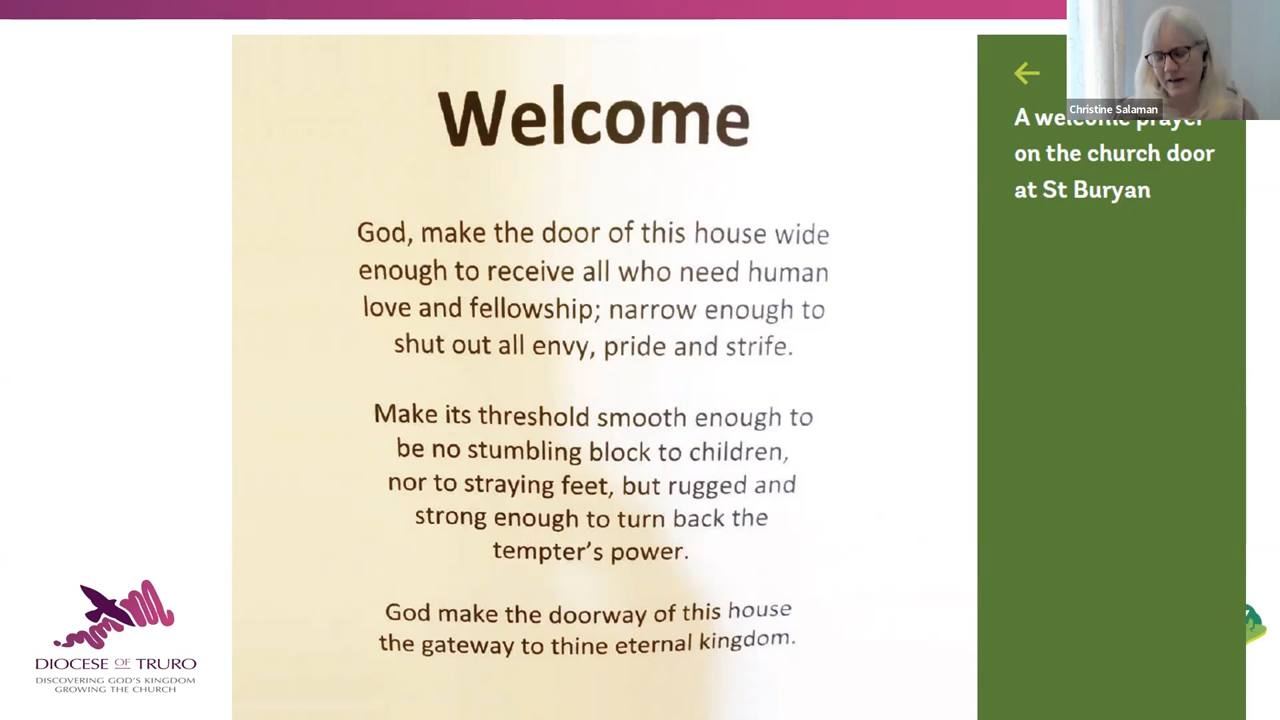 Welcome
God, make the door of this house wide
enough to receive all who need human
love and fellowship; narrow enough to
shut out all envy, pride and strife.
Make its threshold smooth enough to
be no stumbling block to children,
nor to straying feet, but rugged and
strong enough to turn back the
tempter's power.
God make the doorway of this house
the gateway to thine eternal kingdom.
Christine Salaman
A welcome prayer
on the church door
at St Buryan
DIOCESE OF TRURO
DISCOVERING GOD'S KINGDOM
GROWING THE CHURCH